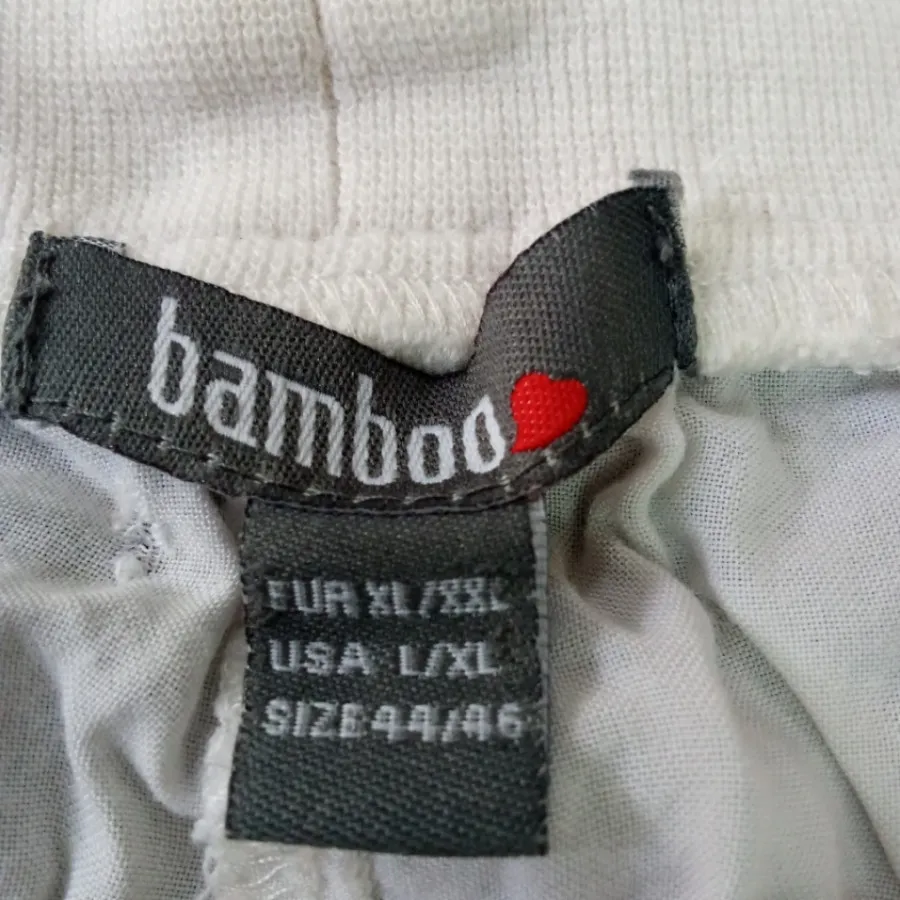 bamboo
EUR XL/XXL
USA L/XL
SIZE 44/46